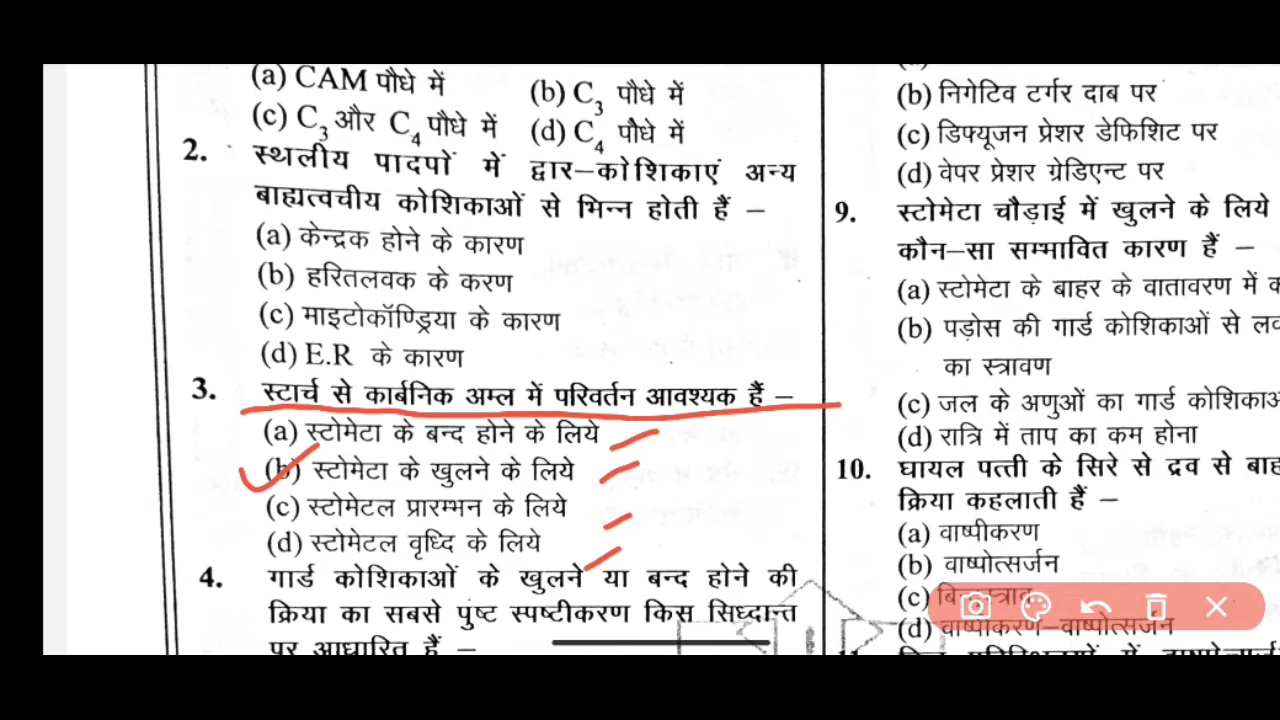 (a) CAM पौधे में
(b) C3 पौधे में
(c) C3 और C4 पौधे में
(d) C4 पौधे में
2. स्थलीय पादपों में द्वार–कोशिकाएं अन्य
बाह्यत्वचीय कोशिकाओं से भिन्न होती हैं –
(a) केन्द्रक होने के कारण
(b) हरितलवक के करण
(c) माइटोकॉण्ड्रिया के कारण
(d) E.R के कारण
3. स्टार्च से कार्बनिक अम्ल में परिवर्तन आवश्यक हैं –
(a) स्टोमेटा के बन्द होने के लिये
(b) स्टोमेटा के खुलने के लिये
(c) स्टोमेटल प्रारम्भन के लिये
(d) स्टोमेटल वृध्दि के लिये
4. गार्ड कोशिकाओं के खुलने या बन्द होने की
क्रिया का सबसे पुष्ट स्पष्टीकरण किस सिध्दान्त
पर आधारित हैं –
(b) निगेटिव टर्गर दाब पर
(c) डिफ्यूजन प्रेशर डेफिशिट पर
(d) वेपर प्रेशर ग्रेडिएन्ट पर
9. स्टोमेटा चौड़ाई में खुलने के लिये
कौन–सा सम्भावित कारण हैं –
(a) स्टोमेटा के बाहर के वातावरण में
(b) पड़ोस की गार्ड कोशिकाओं से
का स्त्रावण
(c) जल के अणुओं का गार्ड
(d) रात्रि में ताप का कम होना
10. घायल पत्ती के सिरे से द्रव से
क्रिया कहलाती हैं –
(a) वाष्पीकरण
(b) वाष्पोत्सर्जन
(c)
(d) वाष्पीकरण–वाष्पोत्सर्जन